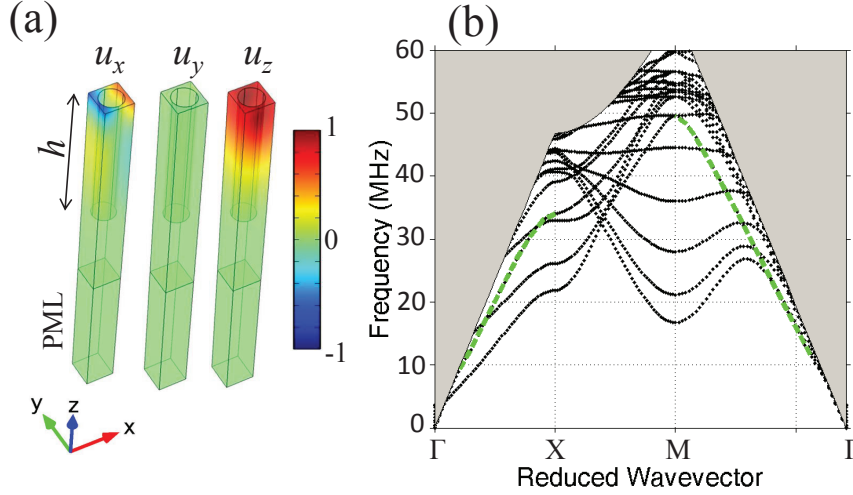 (a)
(b)
u_x u_y u_z
h
PML
1
0
-1
y z x
60
50
40
30
20
10
0
Frequency (MHz)
Γ X M Γ
Reduced Wavevector